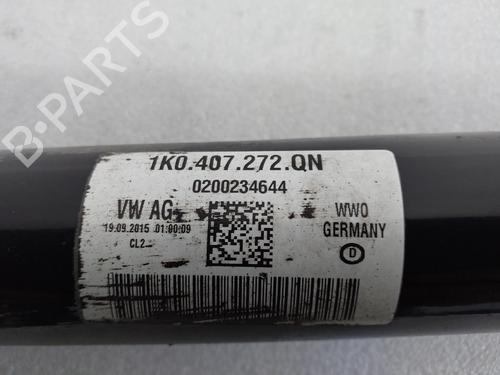 1K0.407.272.QN
0200234644
VW AG
19.09.2015 01:00:09
CL2
WWO
GERMANY
D
B-PARTS